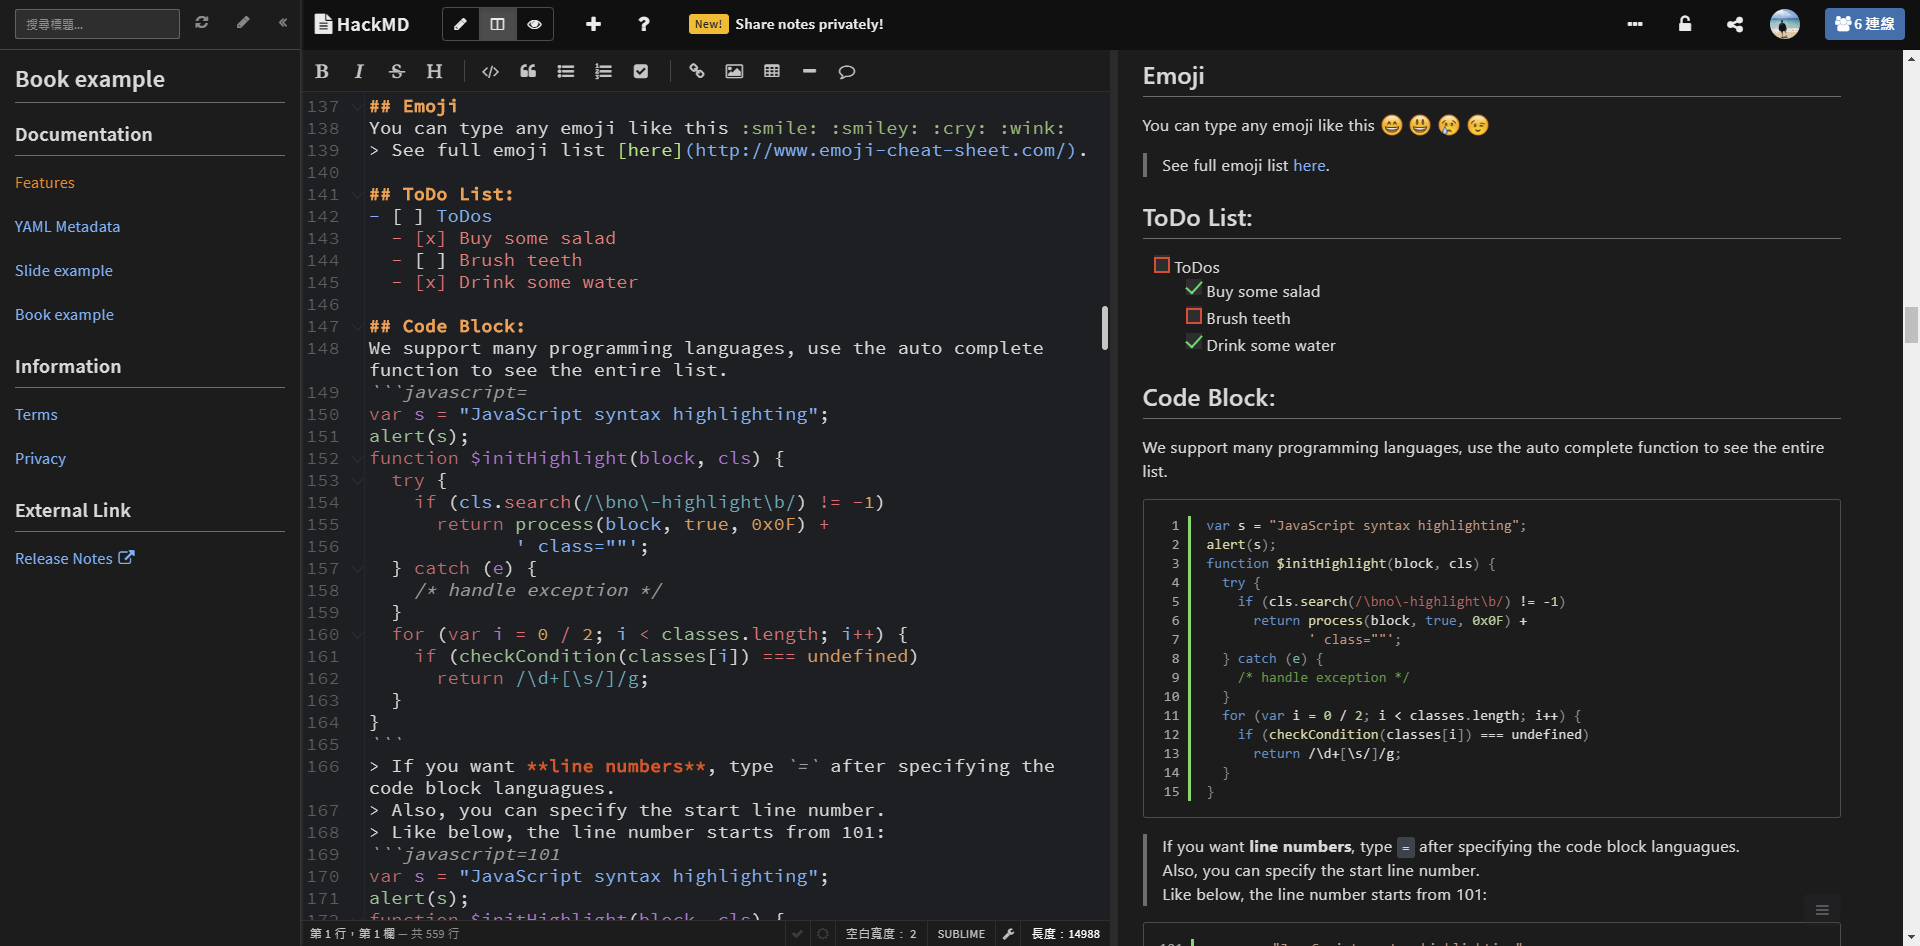 搜尋標題...
HackMD
New! Share notes privately!
6 連線
Book example
Documentation
Features
YAML Metadata
Slide example
Book example
Information
Terms
Privacy
External Link
Release Notes
B I S H
137 ## Emoji
138 You can type any emoji like this :smile: :smiley: :cry: :wink:
139 > See full emoji list [here](http://www.emoji-cheat-sheet.com/).
140
141 ## ToDo List:
142 - [ ] ToDos
143   - [x] Buy some salad
144   - [ ] Brush teeth
145   - [x] Drink some water
146
147 ## Code Block:
148 We support many programming languages, use the auto complete
function to see the entire list.
149 ```javascript=
150 var s = "JavaScript syntax highlighting";
151 alert(s);
152 function $initHighlight(block, cls) {
153   try {
154     if (cls.search(/\bno\-highlight\b/) != -1)
155       return process(block, true, 0x0F) +
156              ' class=""';
157   } catch (e) {
158     /* handle exception */
159   }
160   for (var i = 0 / 2; i < classes.length; i++) {
161     if (checkCondition(classes[i]) === undefined)
162       return /\d+[\s/]/g;
163   }
164 }
165 ```
166 > If you want **line numbers**, type `=` after specifying the
code block languagues.
167 > Also, you can specify the start line number.
168 > Like below, the line number starts from 101:
169 ```javascript=101
170 var s = "JavaScript syntax highlighting";
171 alert(s);
172 function $initHighlight(block, cls) {
第 1 行，第 1 欄 — 共 559 行
空白寬度： 2
SUBLIME
長度：14988
Emoji
You can type any emoji like this 😄 😃 😢 😉
See full emoji list here.
ToDo List:
ToDos
Buy some salad
Brush teeth
Drink some water
Code Block:
We support many programming languages, use the auto complete function to see the entire
list.
1 var s = "JavaScript syntax highlighting";
2 alert(s);
3 function $initHighlight(block, cls) {
4   try {
5     if (cls.search(/\bno\-highlight\b/) != -1)
6       return process(block, true, 0x0F) +
7              ' class=""';
8   } catch (e) {
9     /* handle exception */
10   }
11   for (var i = 0 / 2; i < classes.length; i++) {
12     if (checkCondition(classes[i]) === undefined)
13       return /\d+[\s/]/g;
14   }
15 }
If you want line numbers, type = after specifying the code block languagues.
Also, you can specify the start line number.
Like below, the line number starts from 101: